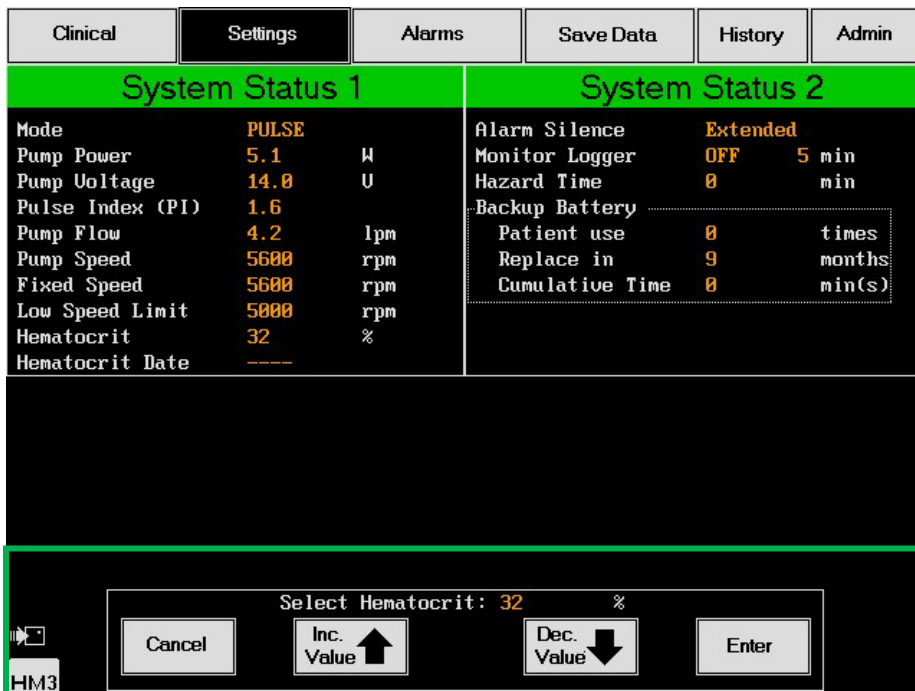 Clinical Settings Alarms Save Data History Admin
System Status 1
Mode PULSE
Pump Power 5.1 W
Pump Voltage 14.0 V
Pulse Index (PI) 1.6
Pump Flow 4.2 lpm
Pump Speed 5600 rpm
Fixed Speed 5600 rpm
Low Speed Limit 5000 rpm
Hematocrit 32 %
Hematocrit Date ----
System Status 2
Alarm Silence Extended
Monitor Logger OFF 5 min
Hazard Time 0 min
Backup Battery
Patient use 0 times
Replace in 9 months
Cumulative Time 0 min(s)
Select Hematocrit: 32 %
Cancel
Inc.
Value
Dec.
Value
Enter
HM3